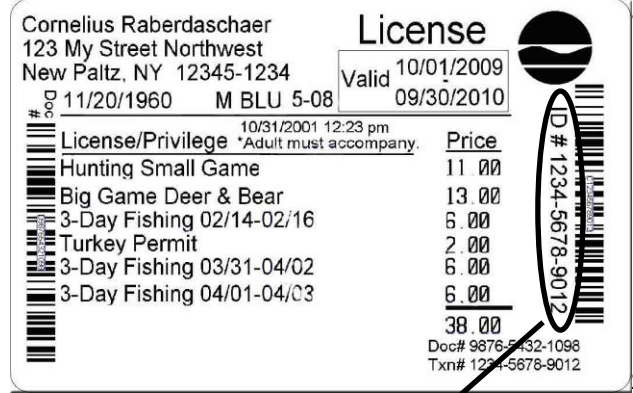 Cornelius Raberdaschaer
123 My Street Northwest
New Paltz, NY 12345-1234
License
Valid 10/01/2009
-
09/30/2010
Doc #
11/20/1960 M BLU 5-08
10/31/2001 12:23 pm
License/Privilege *Adult must accompany. Price
Hunting Small Game 11.00
Big Game Deer & Bear 13.00
3-Day Fishing 02/14-02/16 6.00
Turkey Permit 2.00
3-Day Fishing 03/31-04/02 6.00
3-Day Fishing 04/01-04/03 6.00
38.00
Doc# 9876-5432-1098
Txn# 1234-5678-9012
ID # 1234-5678-9012